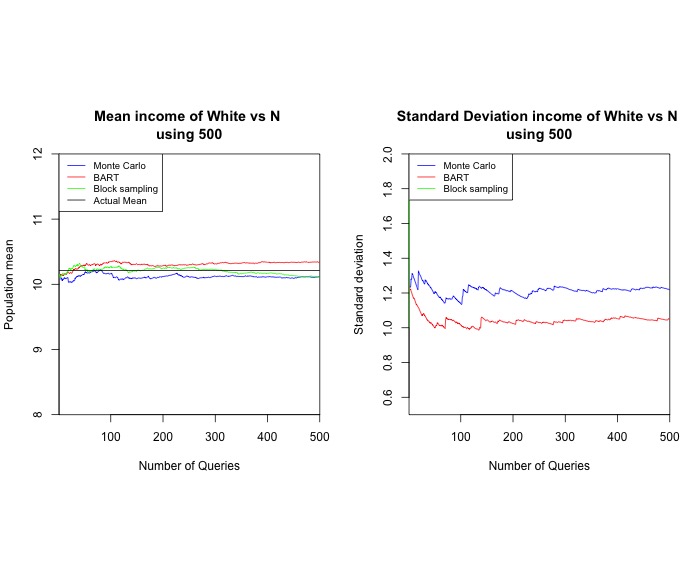 Mean income of White vs N
using 500
Population mean
12
11
10
9
8
Monte Carlo
BART
Block sampling
Actual Mean
100
200
300
400
500
Number of Queries
Standard Deviation income of White vs N
using 500
Standard deviation
2.0
1.8
1.6
1.4
1.2
1.0
0.8
0.6
Monte Carlo
BART
Block sampling
100
200
300
400
500
Number of Queries